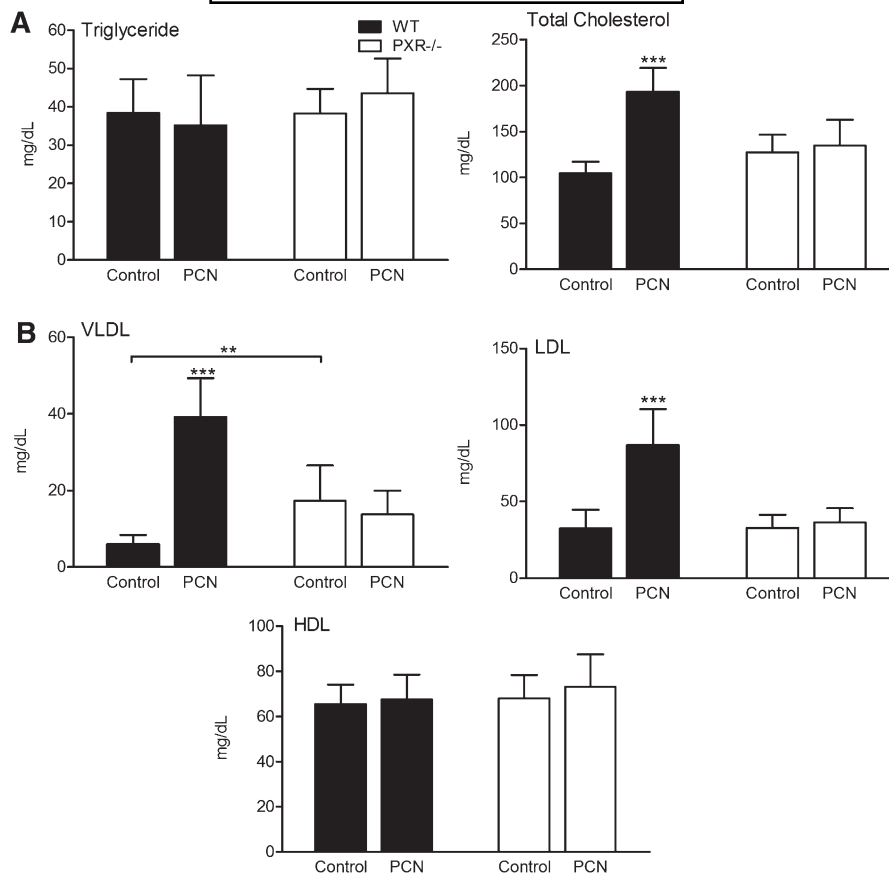 A
Triglyceride
WT
PXR-/-
60
50
40
30
20
10
0
mg/dL
Control
PCN
Control
PCN
Total Cholesterol
250
200
150
100
50
0
mg/dL
***
Control
PCN
Control
PCN
B
VLDL
60
40
20
0
mg/dL
**
***
Control
PCN
Control
PCN
LDL
150
100
50
0
mg/dL
***
Control
PCN
Control
PCN
HDL
100
80
60
40
20
0
mg/dL
Control
PCN
Control
PCN